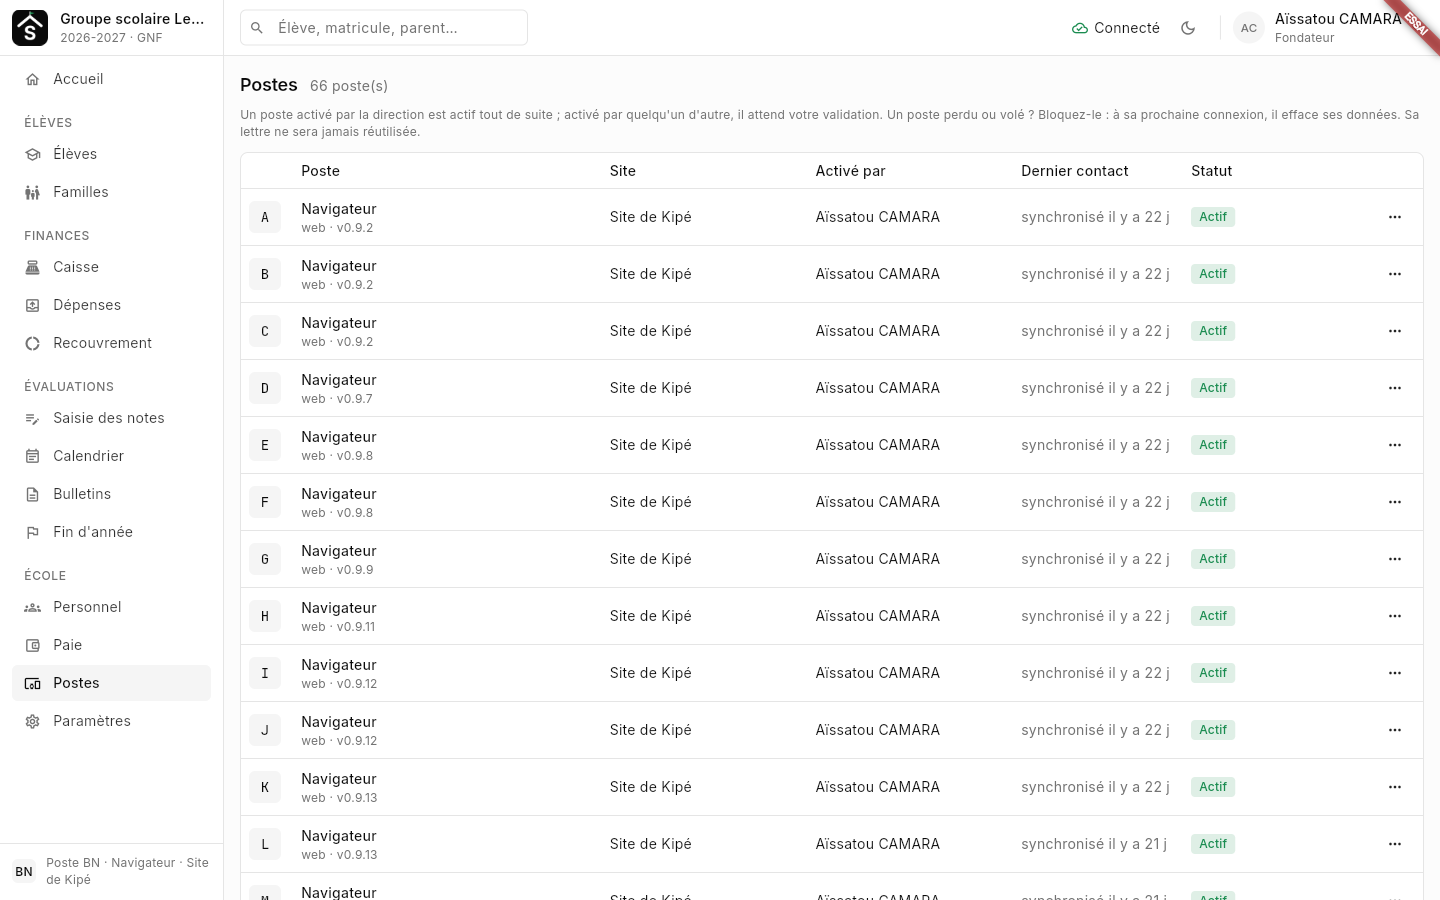 Groupe scolaire Le...
2026-2027 · GNF
Élève, matricule, parent...
Connecté
AC
Aïssatou CAMARA
Fondateur
ESSAI
Accueil
ÉLÈVES
Élèves
Familles
FINANCES
Caisse
Dépenses
Recouvrement
ÉVALUATIONS
Saisie des notes
Calendrier
Bulletins
Fin d'année
ÉCOLE
Personnel
Paie
Postes
Paramètres
BN
Poste BN · Navigateur · Site
de Kipé
Postes 66 poste(s)
Un poste activé par la direction est actif tout de suite ; activé par quelqu'un d'autre, il attend votre validation. Un poste perdu ou volé ? Bloquez-le : à sa prochaine connexion, il efface ses données. Sa
lettre ne sera jamais réutilisée.
Poste Site Activé par Dernier contact Statut
A Navigateur Site de Kipé Aïssatou CAMARA synchronisé il y a 22 j Actif
web · v0.9.2
B Navigateur Site de Kipé Aïssatou CAMARA synchronisé il y a 22 j Actif
web · v0.9.2
C Navigateur Site de Kipé Aïssatou CAMARA synchronisé il y a 22 j Actif
web · v0.9.2
D Navigateur Site de Kipé Aïssatou CAMARA synchronisé il y a 22 j Actif
web · v0.9.7
E Navigateur Site de Kipé Aïssatou CAMARA synchronisé il y a 22 j Actif
web · v0.9.8
F Navigateur Site de Kipé Aïssatou CAMARA synchronisé il y a 22 j Actif
web · v0.9.8
G Navigateur Site de Kipé Aïssatou CAMARA synchronisé il y a 22 j Actif
web · v0.9.9
H Navigateur Site de Kipé Aïssatou CAMARA synchronisé il y a 22 j Actif
web · v0.9.11
I Navigateur Site de Kipé Aïssatou CAMARA synchronisé il y a 22 j Actif
web · v0.9.12
J Navigateur Site de Kipé Aïssatou CAMARA synchronisé il y a 22 j Actif
web · v0.9.12
K Navigateur Site de Kipé Aïssatou CAMARA synchronisé il y a 22 j Actif
web · v0.9.13
L Navigateur Site de Kipé Aïssatou CAMARA synchronisé il y a 21 j Actif
web · v0.9.13
Navigateur